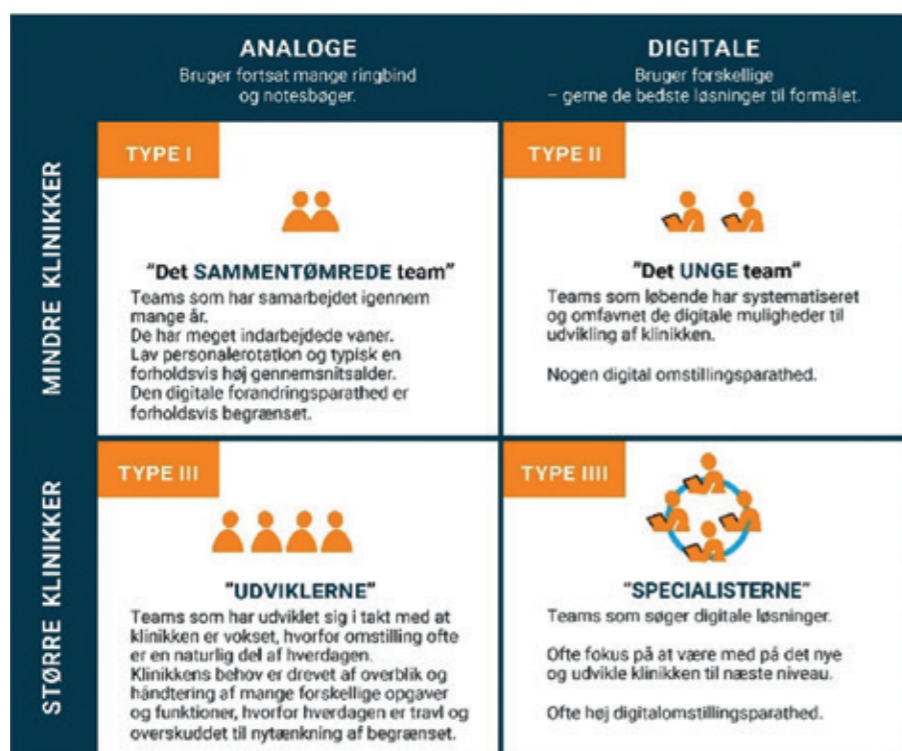 ANALOGE
Bruger fortsat mange ringbind
og notesbøger.
DIGITALE
Bruger forskellige
– gerne de bedste løsninger til formålet.
MINDRE KLINIKKER
TYPE I
"Det SAMMENTØMREDE team"
Teams som har samarbejdet igennem
mange år.
De har meget indarbejdede vaner.
Lav personalerotation og typisk en
forholdsvis høj gennemsnitsalder.
Den digitale forandringsparathed er
forholdsvis begrænset.
TYPE II
"Det UNGE team"
Teams som løbende har systematiseret
og omfavnet de digitale muligheder til
udvikling af klinikken.
Nogen digital omstillingsparathed.
STØRRE KLINIKKER
TYPE III
"UDVIKLERNE"
Teams som har udviklet sig i takt med at
klinikken er vokset, hvorfor omstilling ofte
er en naturlig del af hverdagen.
Klinikkens behov er drevet af overblik og
håndtering af mange forskellige opgaver
og funktioner, hvorfor hverdagen er travl og
overskuddet til nytænkning af begrænset.
TYPE IIII
"SPECIALISTERNE"
Teams som søger digitale løsninger.
Ofte fokus på at være med på det nye
og udvikle klinikken til næste niveau.
Ofte høj digitalomstillingsparathed.